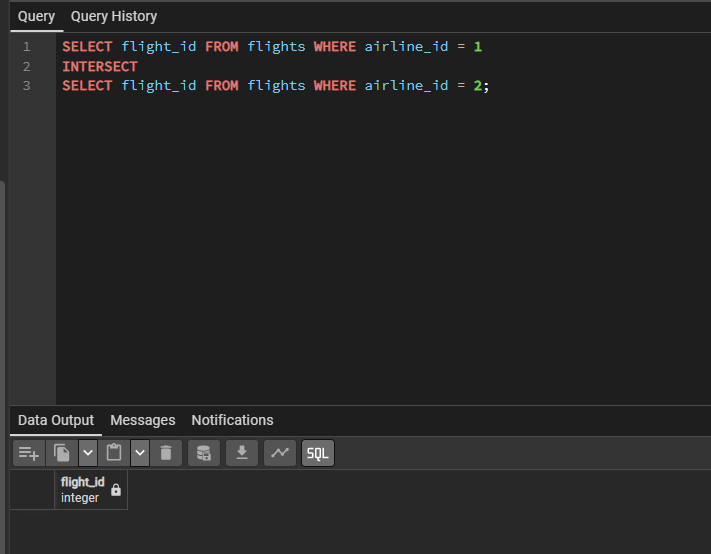 Query Query History
1 SELECT flight_id FROM flights WHERE airline_id = 1
2 INTERSECT
3 SELECT flight_id FROM flights WHERE airline_id = 2;
Data Output Messages Notifications
SQL
flight_id
integer